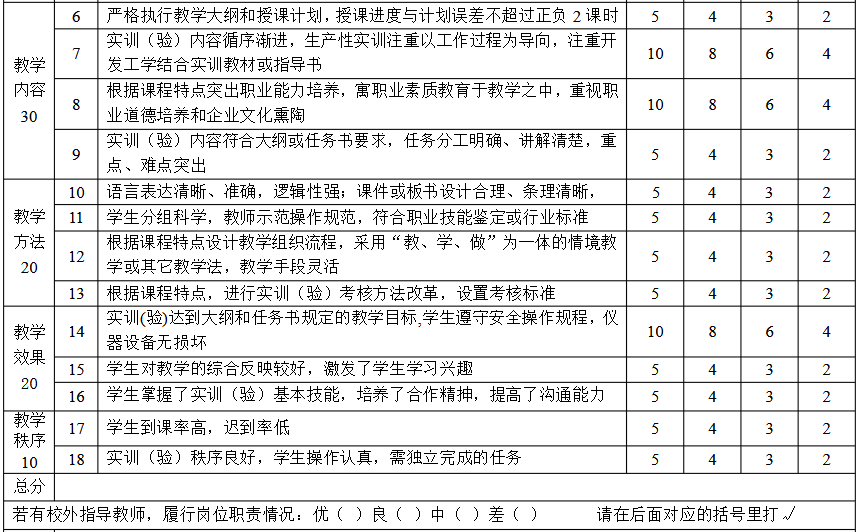 教学
内容
30
6 严格执行教学大纲和授课计划，授课进度与计划误差不超过正负 2 课时 5 4 3 2
7 实训（验）内容循序渐进，生产性实训注重以工作过程为导向，注重开
发工学结合实训教材或指导书 10 8 6 4
8 根据课程特点突出职业能力培养，寓职业素质教育于教学之中，重视职
业道德培养和企业文化熏陶 10 8 6 4
9 实训（验）内容符合大纲或任务书要求，任务分工明确、讲解清楚，重
点、难点突出 5 4 3 2
教学
方法
20
10 语言表达清晰、准确，逻辑性强；课件或板书设计合理、条理清晰， 5 4 3 2
11 学生分组科学，教师示范操作规范，符合职业技能鉴定或行业标准 5 4 3 2
12 根据课程特点设计教学组织流程，采用“教、学、做”为一体的情境教
学或其它教学法，教学手段灵活 5 4 3 2
13 根据课程特点，进行实训（验）考核方法改革，设置考核标准 5 4 3 2
教学
效果
20
14 实训(验)达到大纲和任务书规定的教学目标,学生遵守安全操作规程，仪
器设备无损坏 10 8 6 4
15 学生对教学的综合反映较好，激发了学生学习兴趣 5 4 3 2
16 学生掌握了实训（验）基本技能，培养了合作精神，提高了沟通能力 5 4 3 2
教学
秩序
10
17 学生到课率高，迟到率低 5 4 3 2
18 实训（验）秩序良好，学生操作认真，需独立完成的任务 5 4 3 2
总分
若有校外指导教师，履行岗位职责情况：优（ ）良（ ）中（ ）差（ ） 请在后面对应的括号里打√